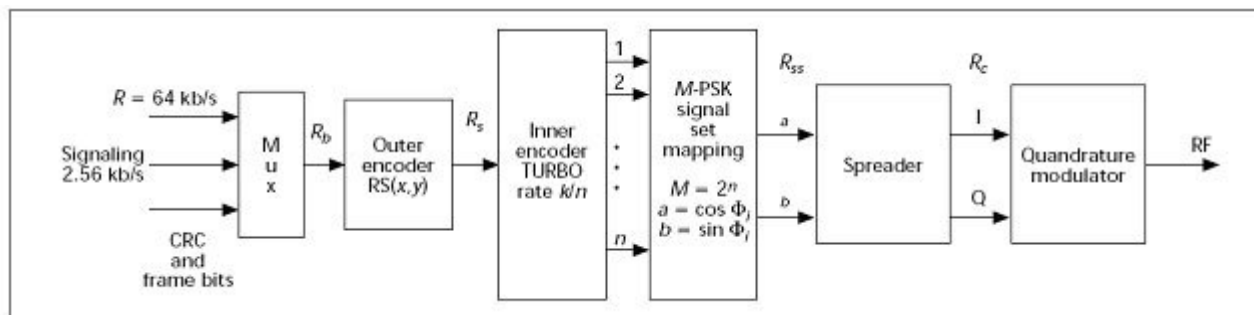 R = 64 kb/s
Signaling
2.56 kb/s
CRC
and
frame bits
M
u
x
R_b
Outer
encoder
RS(x,y)
R_s
Inner
encoder
TURBO
rate k/n
1
2
n
M-PSK
signal
set
mapping
M = 2^n
a = cos Φ_i
b = sin Φ_i
R_ss
a
b
Spreader
R_c
I
Q
Quandrature
modulator
RF